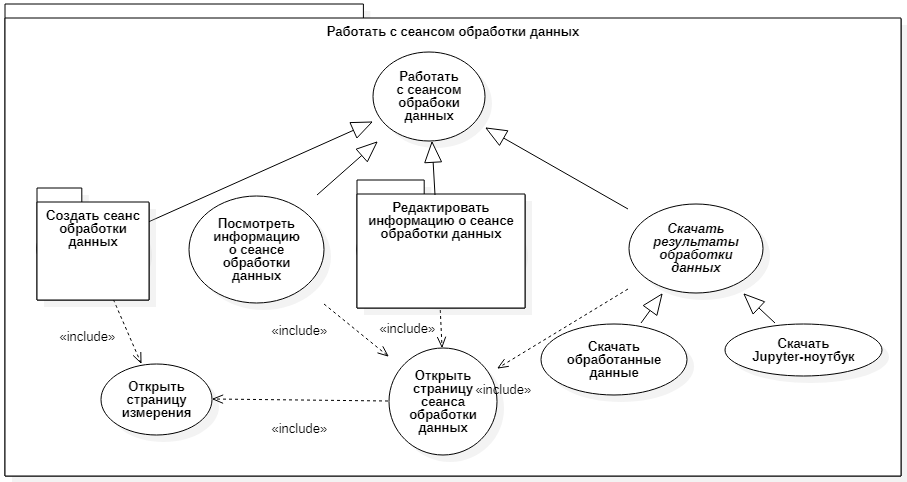 Работать с сеансом обработки данных
Работать
с сеансом
обрабоки
данных
Создать сеанс
обработки
данных
Посмотреть
информацию
о сеансе
обработки
данных
Редактировать
информацию о сеансе
обработки данных
Скачать
результаты
обработки
данных
«include»
«include»
«include»
Скачать
обработанные
данные
Скачать
Jupyter-ноутбук
Открыть
страницу
измерения
Открыть
страницу
сеанса
обработки
данных
«include»
«include»